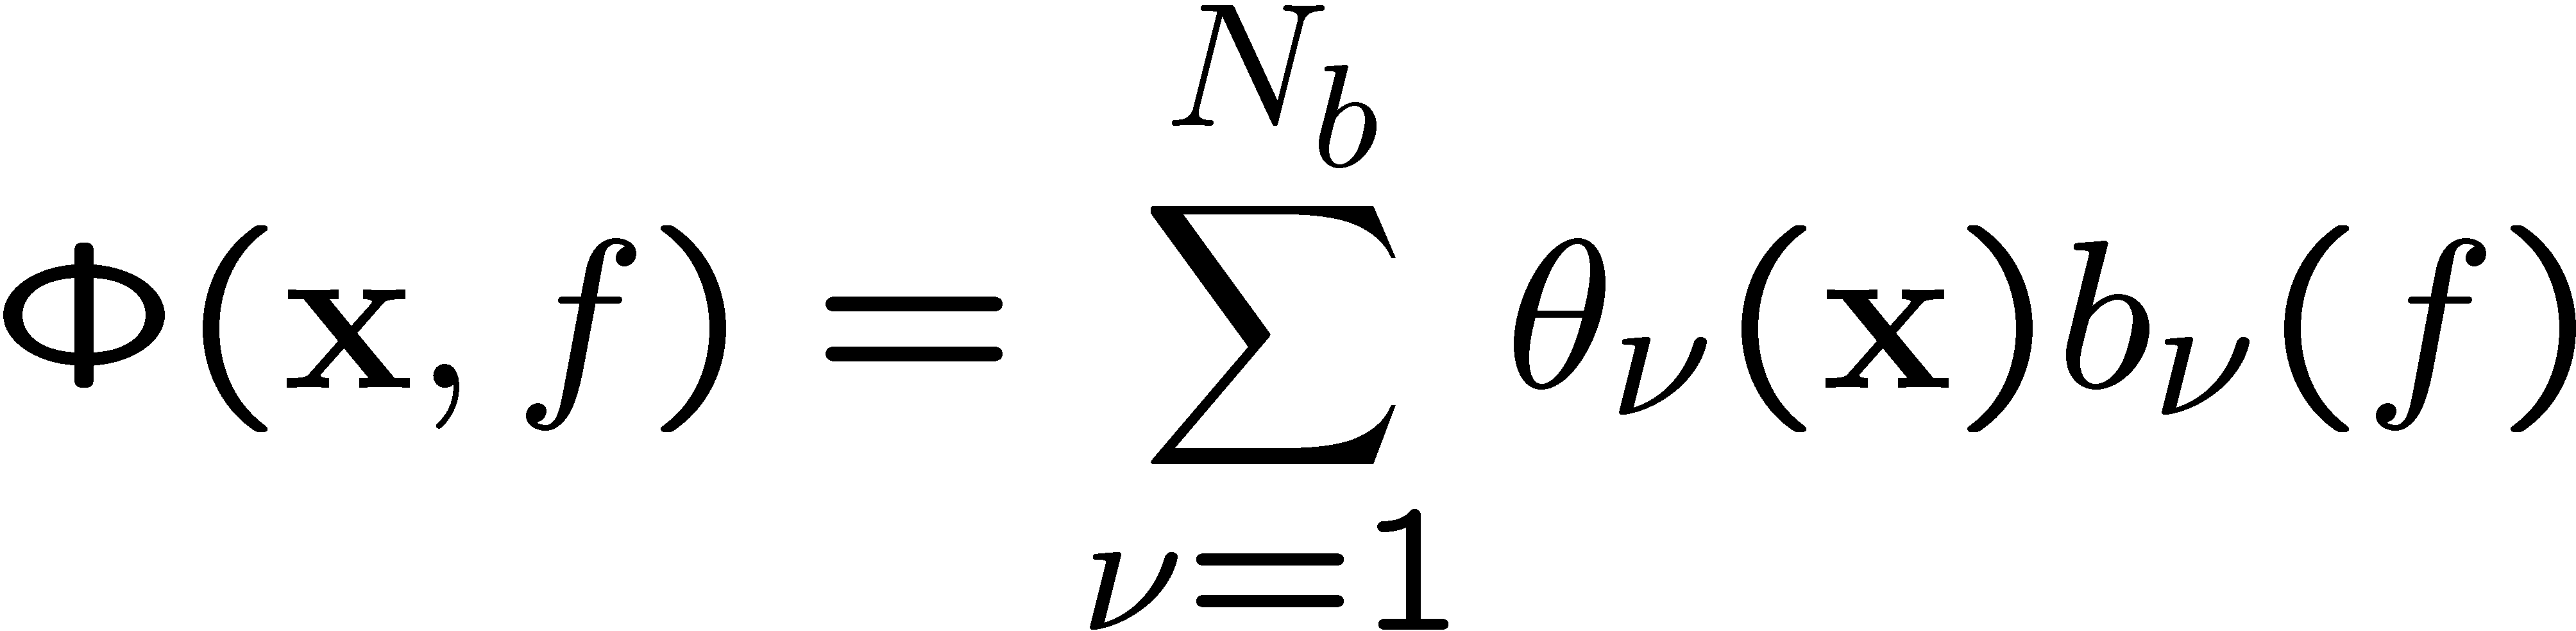 Φ(x, f) = ∑_{ν=1}^{N_b} θ_ν(x)b_ν(f)